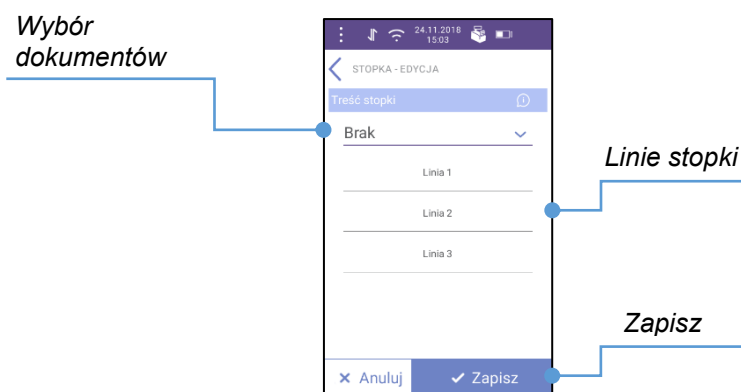 Wybór
dokumentów
24.11.2018
15:03
STOPKA - EDYCJA
Treść stopki
Brak
Linia 1
Linia 2
Linia 3
Linie stopki
Zapisz
Anuluj
Zapisz